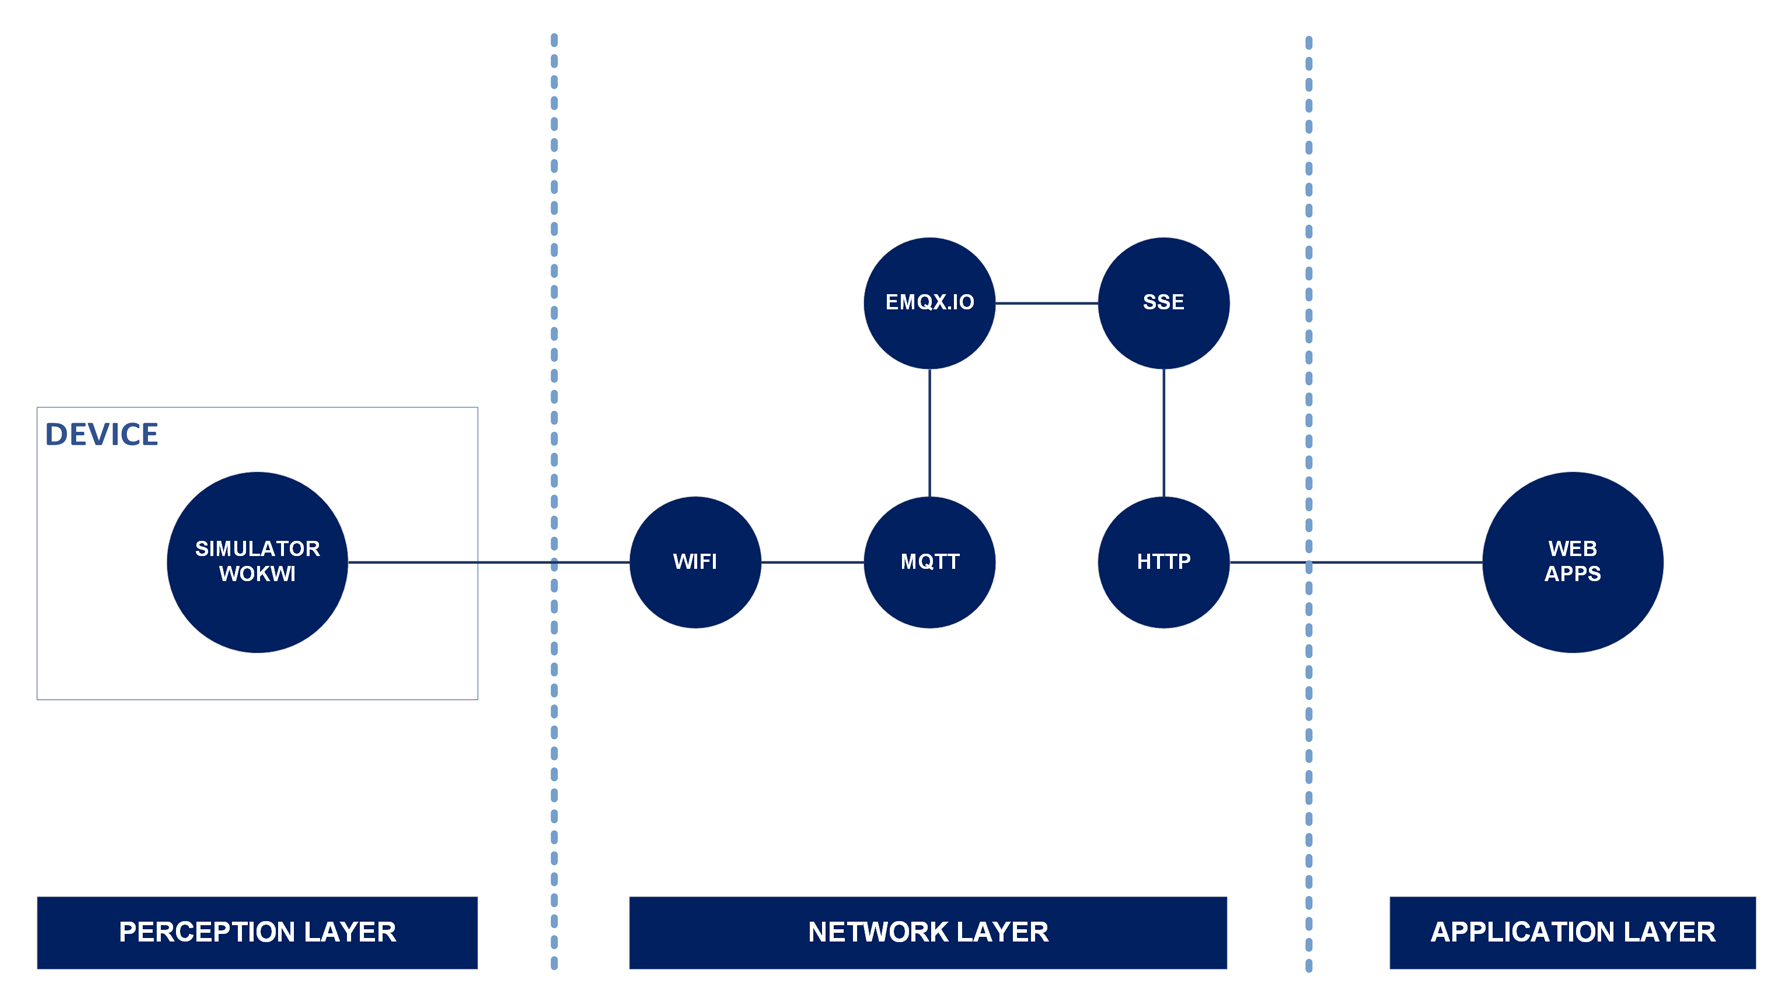 EMQX.IO
SSE
DEVICE
SIMULATOR
WOKWI
WIFI
MQTT
HTTP
WEB
APPS
PERCEPTION LAYER
NETWORK LAYER
APPLICATION LAYER